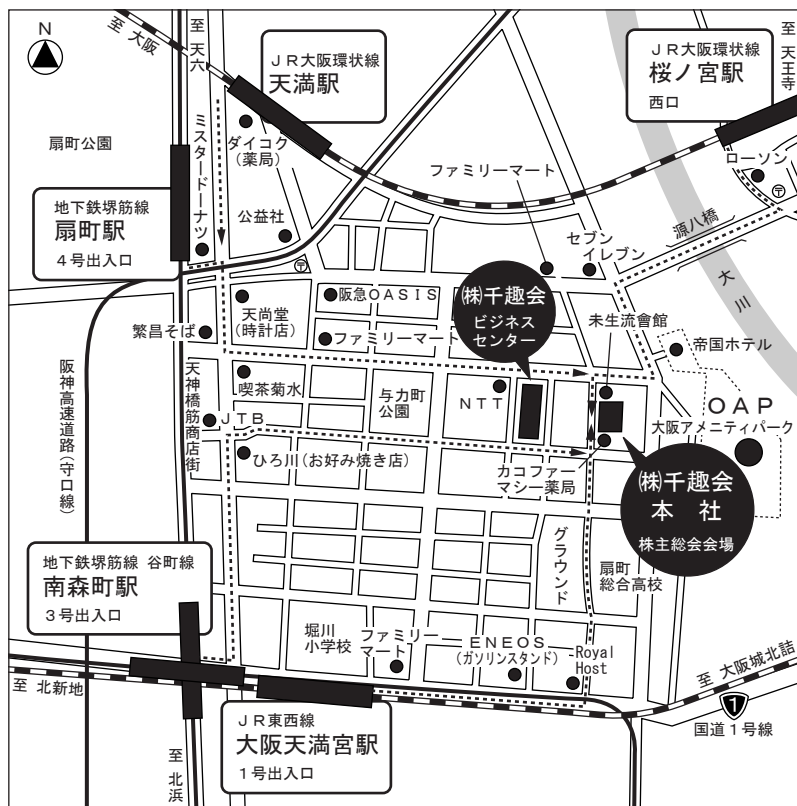 N
至 大阪
至 天六
JR大阪環状線
天満駅
JR大阪環状線
桜ノ宮駅
西口
至 天王寺
扇町公園
ミスタードーナツ
ダイコク
(薬局)
ファミリーマート
ローソン
〒
地下鉄堺筋線
扇町駅
4号出入口
公益社
〒
セブン
イレブン
源八橋
大川
天尚堂
(時計店)
阪急OASIS
㈱千趣会
ビジネス
センター
未生流會館
繁昌そば
ファミリーマート
帝国ホテル
阪神高速道路(守口線)
天神橋筋商店街
喫茶菊水
与力町
公園
NTT
OAP
大阪アメニティパーク
JTB
ひろ川(お好み焼き店)
カコファー
マシー薬局
㈱千趣会
本 社
株主総会会場
グラウンド
扇町
総合高校
地下鉄堺筋線 谷町線
南森町駅
3号出入口
堀川
小学校
ファミリー
マート
ENEOS
(ガソリンスタンド)
Royal
Host
至 大阪城北詰
至 北新地
1
国道1号線
JR東西線
大阪天満宮駅
1号出入口
至 北浜